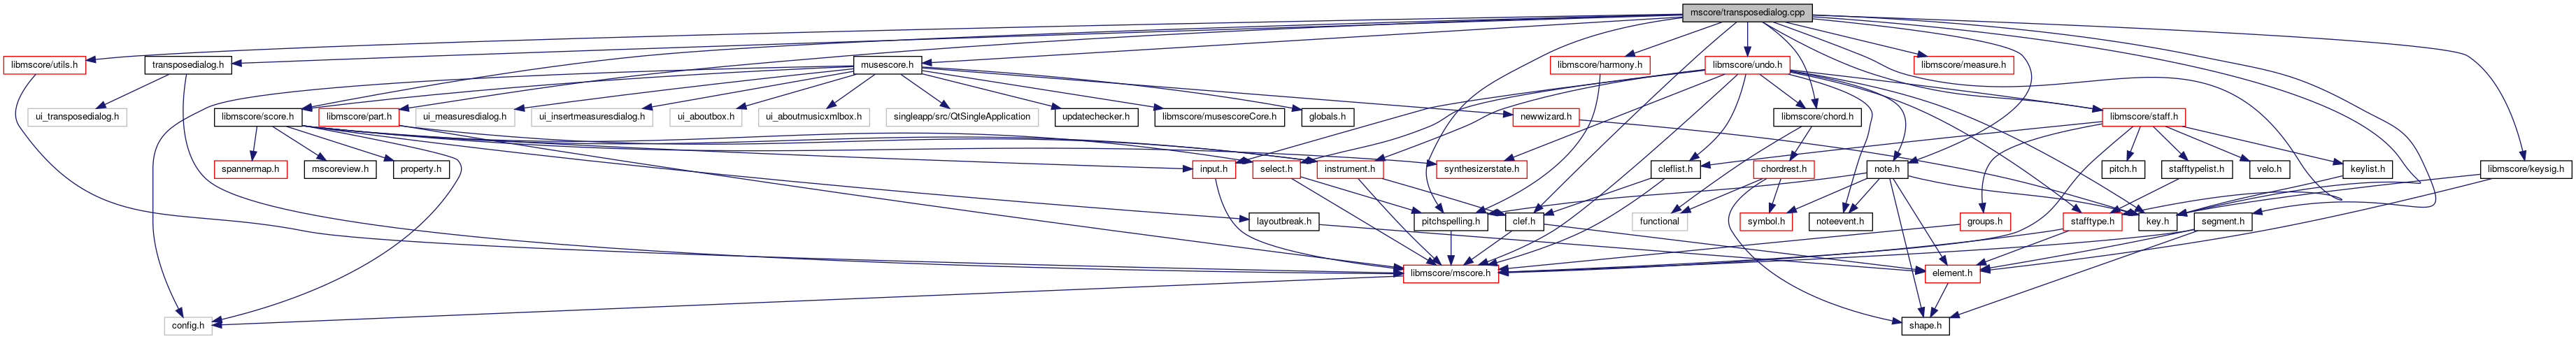 mscore/transposedialog.cpp
libmscore/utils.h
transposedialog.h
musescore.h
libmscore/harmony.h
libmscore/undo.h
libmscore/measure.h
ui_transposedialog.h
libmscore/score.h
libmscore/part.h
ui_measuresdialog.h
ui_insertmeasuresdialog.h
ui_aboutbox.h
ui_aboutmusicxmlbox.h
singleapp/src/QtSingleApplication
updatechecker.h
libmscore/musescoreCore.h
globals.h
newwizard.h
libmscore/chord.h
libmscore/staff.h
spannermap.h
mscoreview.h
property.h
input.h
select.h
instrument.h
synthesizerstate.h
cleflist.h
chordrest.h
note.h
pitch.h
stafftypelist.h
velo.h
keylist.h
libmscore/keysig.h
layoutbreak.h
pitchspelling.h
clef.h
functional
symbol.h
noteevent.h
groups.h
stafftype.h
key.h
segment.h
libmscore/mscore.h
element.h
config.h
shape.h